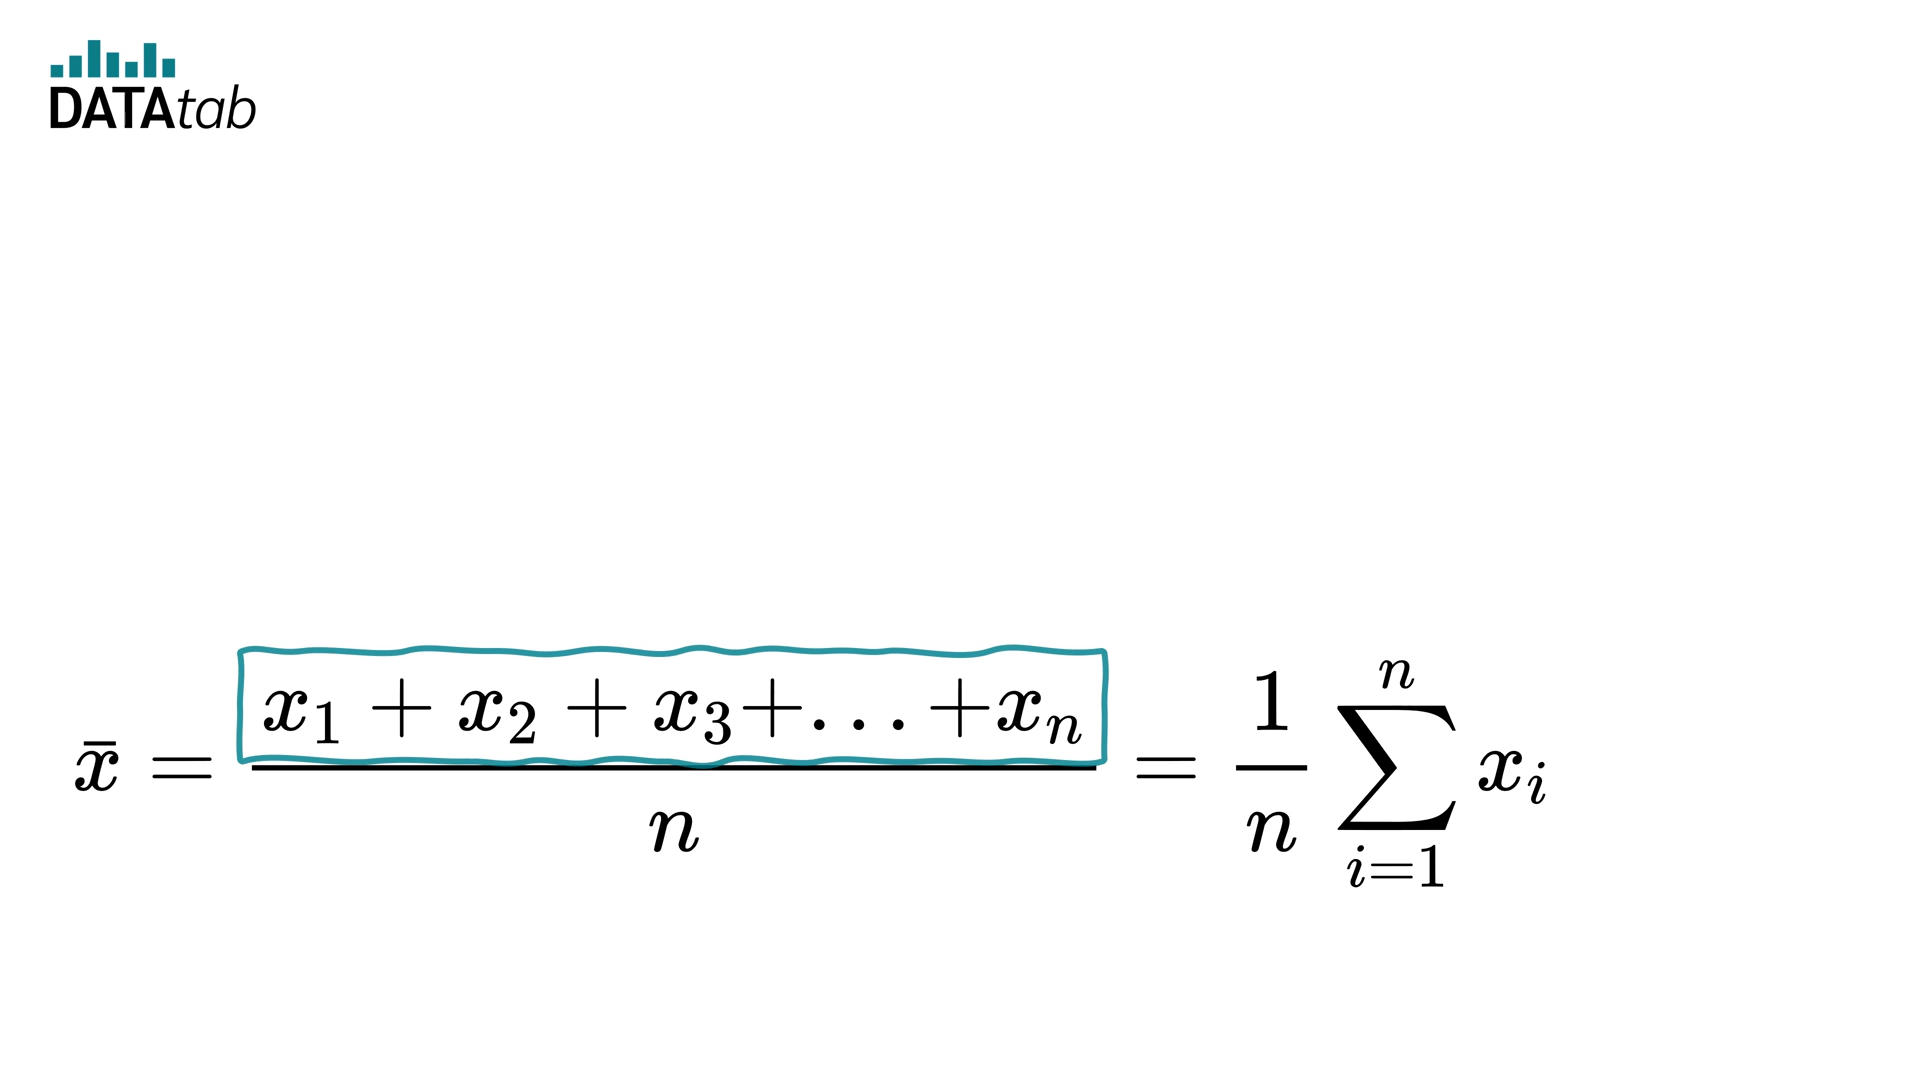 DATAtab
x̄ = (x₁ + x₂ + x₃ + . . . + xₙ) / n = 1/n ∑ᵢ₌₁ⁿ xᵢ